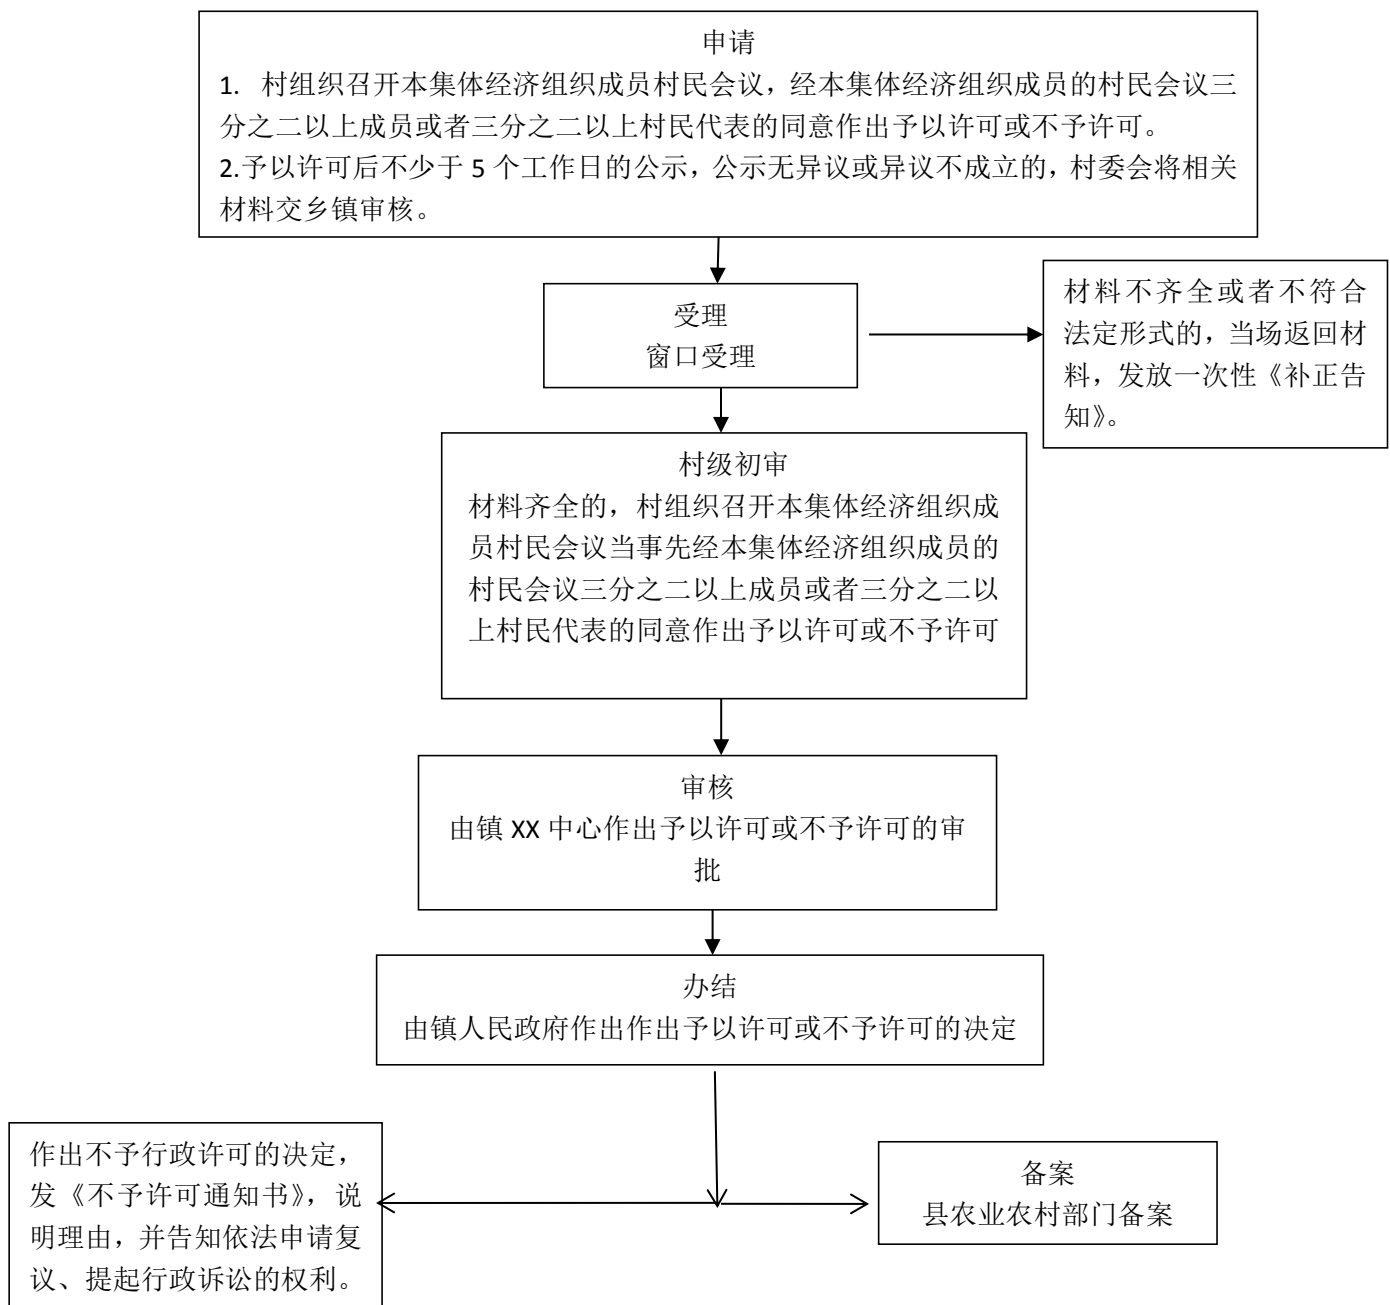 申请
1. 村组织召开本集体经济组织成员村民会议，经本集体经济组织成员的村民会议三
分之二以上成员或者三分之二以上村民代表的同意作出予以许可或不予许可。
2.予以许可后不少于 5 个工作日的公示，公示无异议或异议不成立的，村委会将相关
材料交乡镇审核。
受理
窗口受理
材料不齐全或者不符合
法定形式的，当场返回材
料，发放一次性《补正告
知》。
村级初审
材料齐全的，村组织召开本集体经济组织成
员村民会议当事先经本集体经济组织成员的
村民会议三分之二以上成员或者三分之二以
上村民代表的同意作出予以许可或不予许可
审核
由镇 XX 中心作出予以许可或不予许可的审
批
办结
由镇人民政府作出作出予以许可或不予许可的决定
作出不予行政许可的决定，
发《不予许可通知书》，说
明理由，并告知依法申请复
议、提起行政诉讼的权利。
备案
县农业农村部门备案